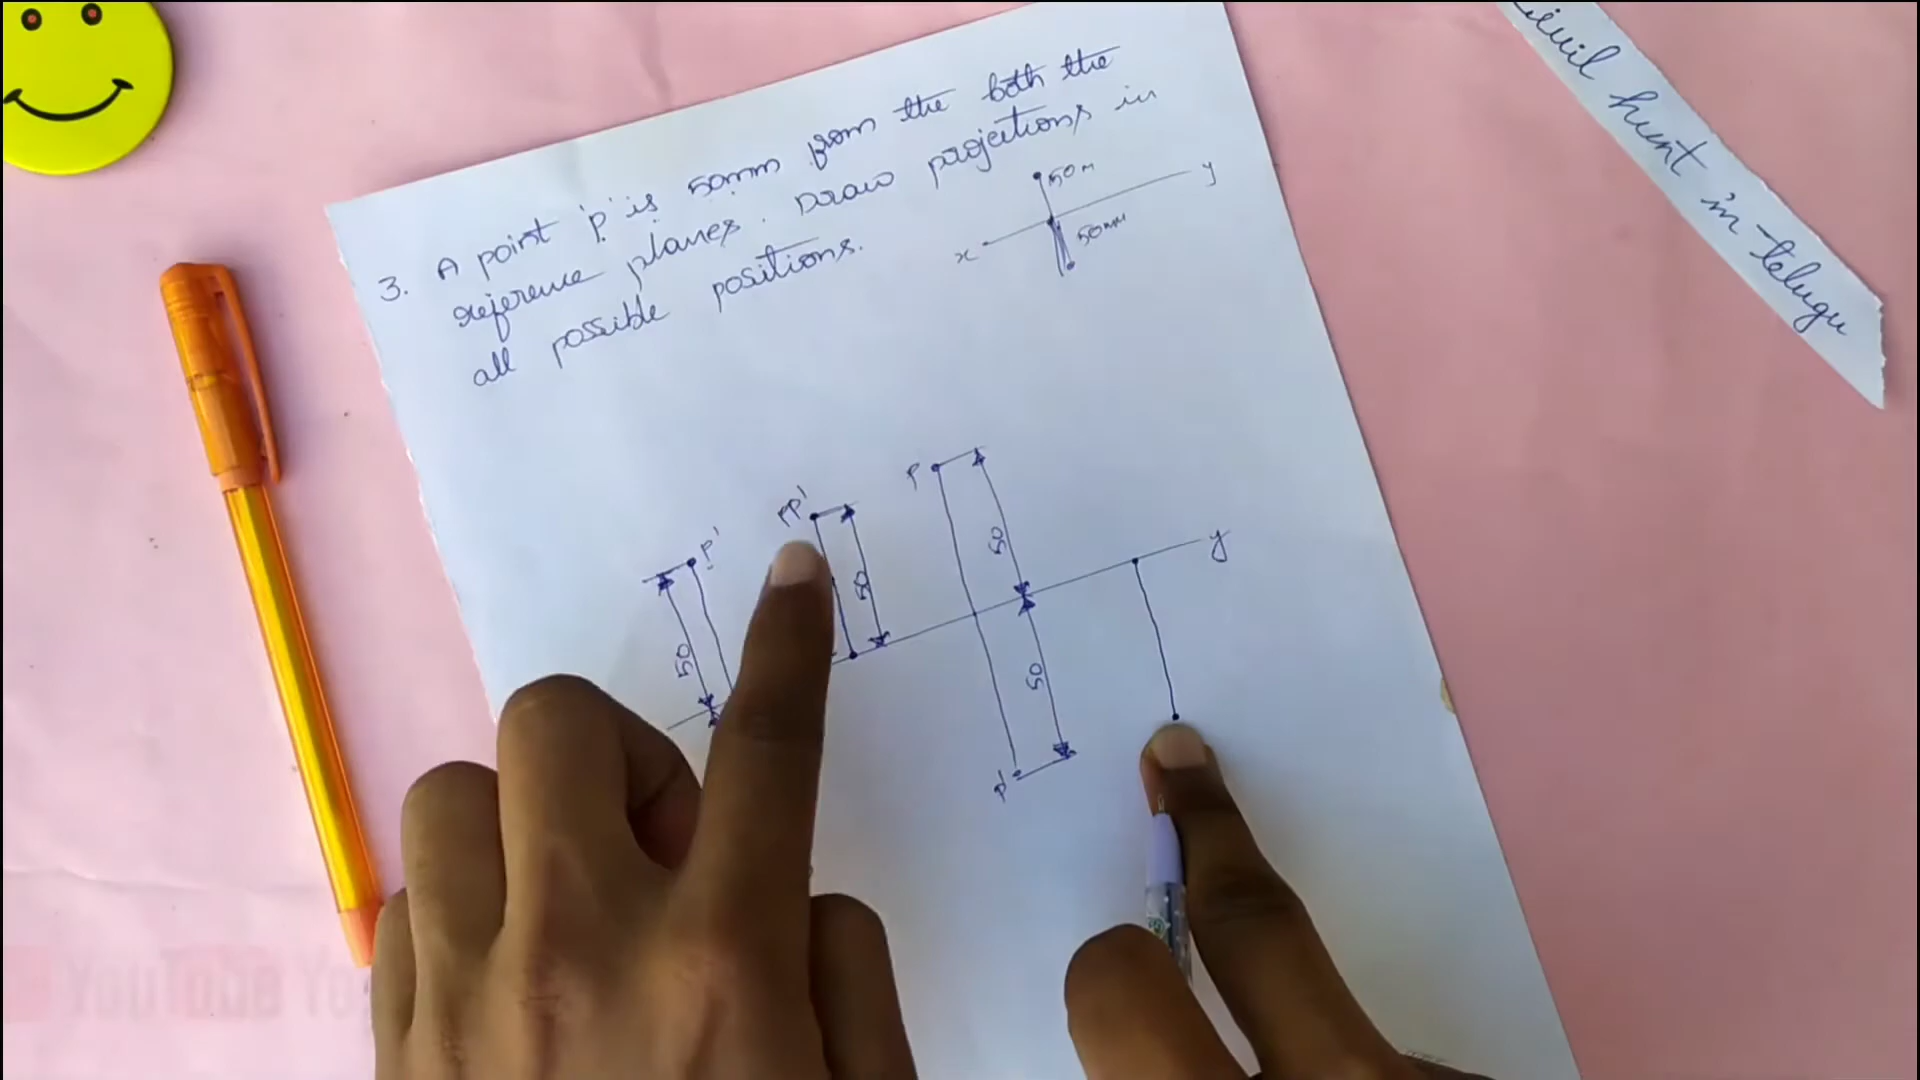 3. A point 'p' is 50mm from the both the
reference planes. Draw projections in
all possible positions.
50m
y
x
50mm
civil hunt in telugu
p
pp'
p'
50
50
50
y
50
p'
YouTube